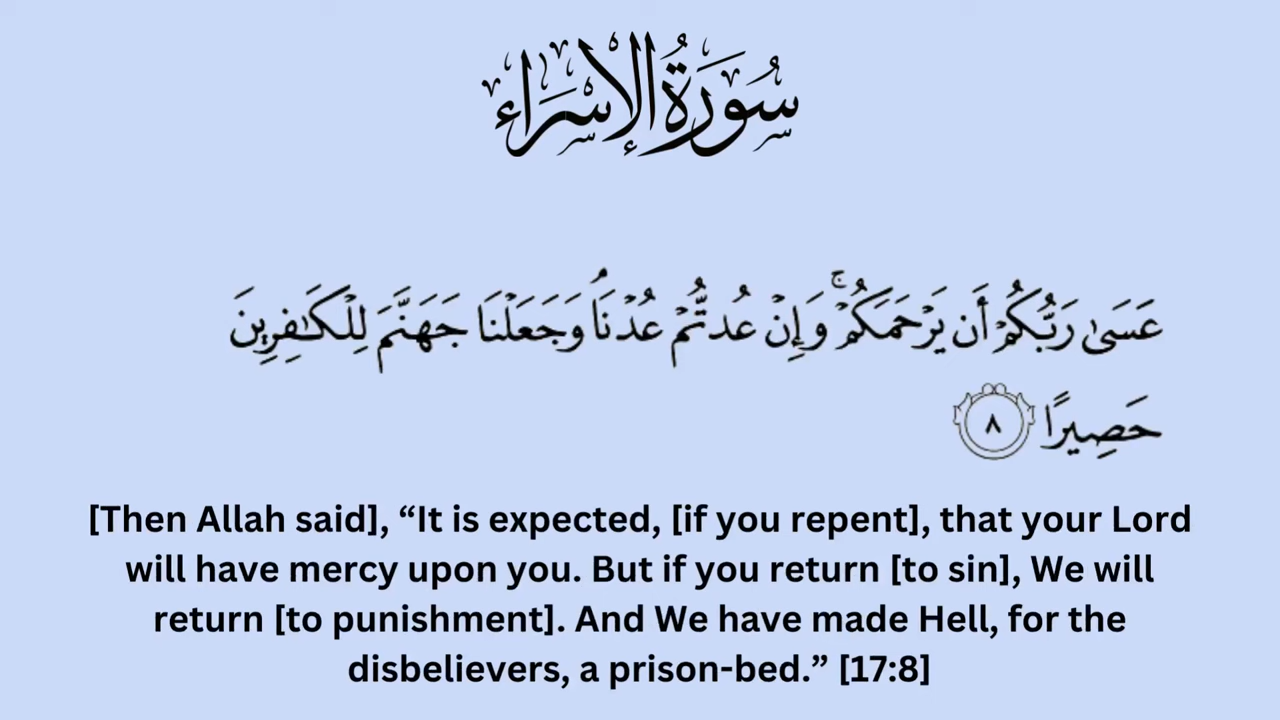 سُورَةُ الإِسْرَاء
عَسَىٰ رَبُّكُمْ أَن يَرْحَمَكُمْ ۚ وَإِنْ عُدتُّمْ عُدْنَا ۘ وَجَعَلْنَا جَهَنَّمَ لِلْكَـٰفِرِينَ
حَصِيرًا ٨
[Then Allah said], “It is expected, [if you repent], that your Lord
will have mercy upon you. But if you return [to sin], We will
return [to punishment]. And We have made Hell, for the
disbelievers, a prison-bed.” [17:8]